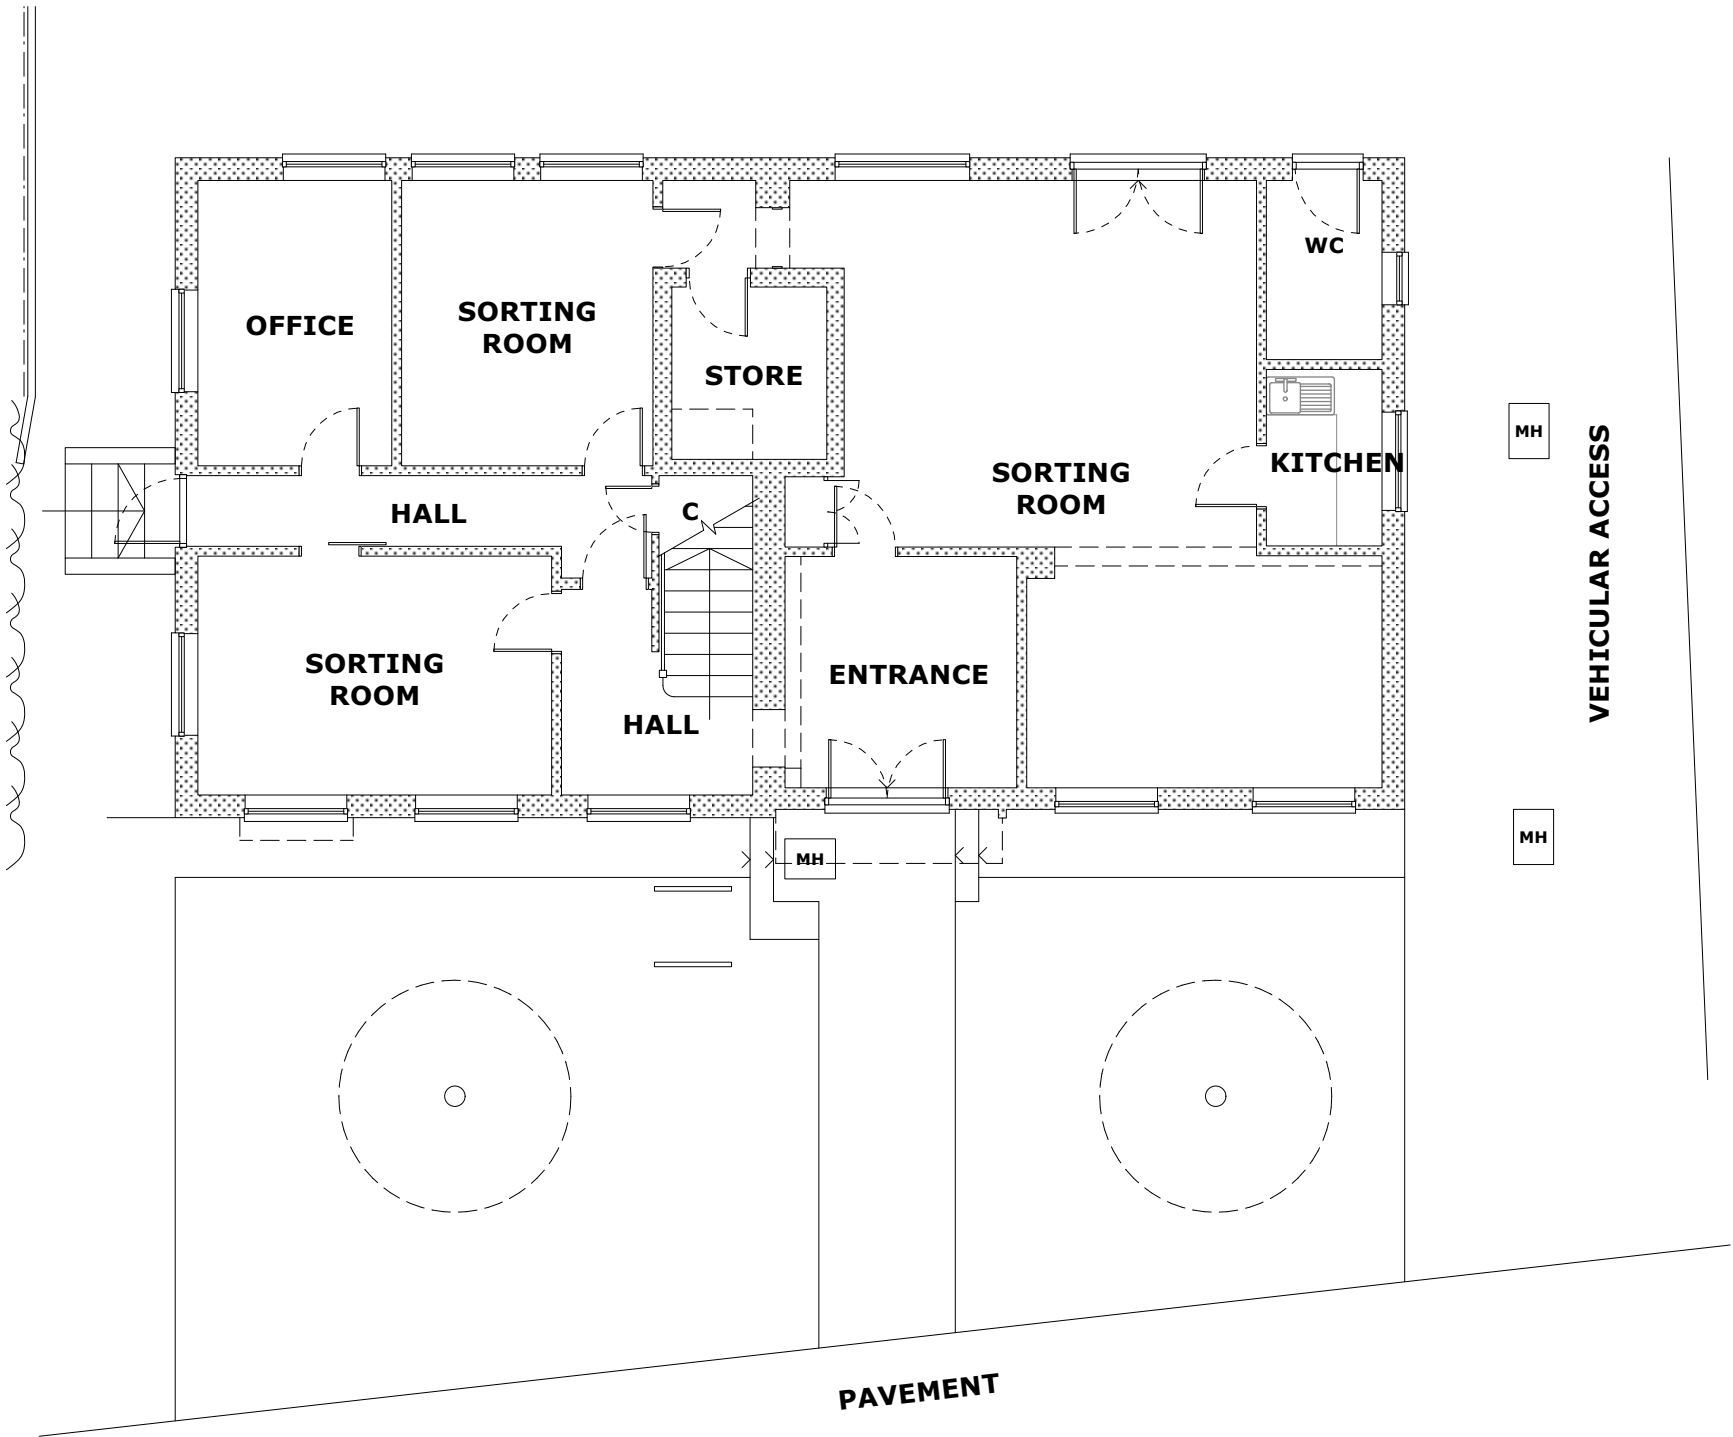 WC
OFFICE
SORTING
ROOM
STORE
MH
KITCHEN
SORTING
ROOM
HALL
C
VEHICULAR ACCESS
SORTING
ROOM
ENTRANCE
HALL
MH
MH
PAVEMENT